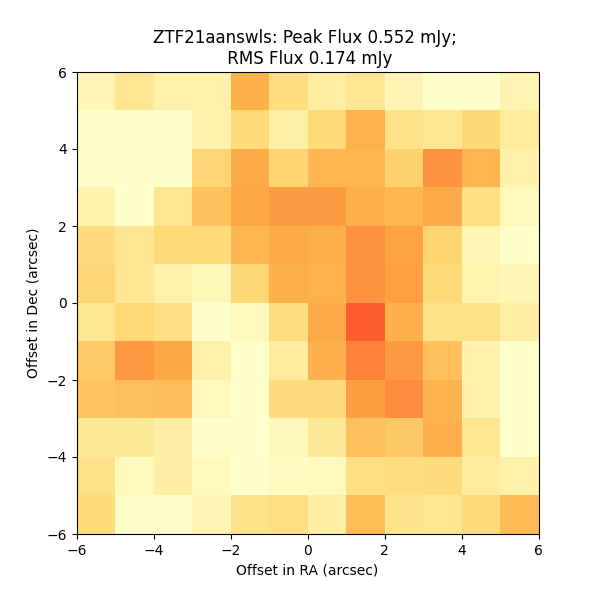 ZTF21aanswls: Peak Flux 0.552 mJy;
RMS Flux 0.174 mJy
6
4
2
0
−2
−4
−6
Offset in Dec (arcsec)
−6 −4 −2 0 2 4 6
Offset in RA (arcsec)